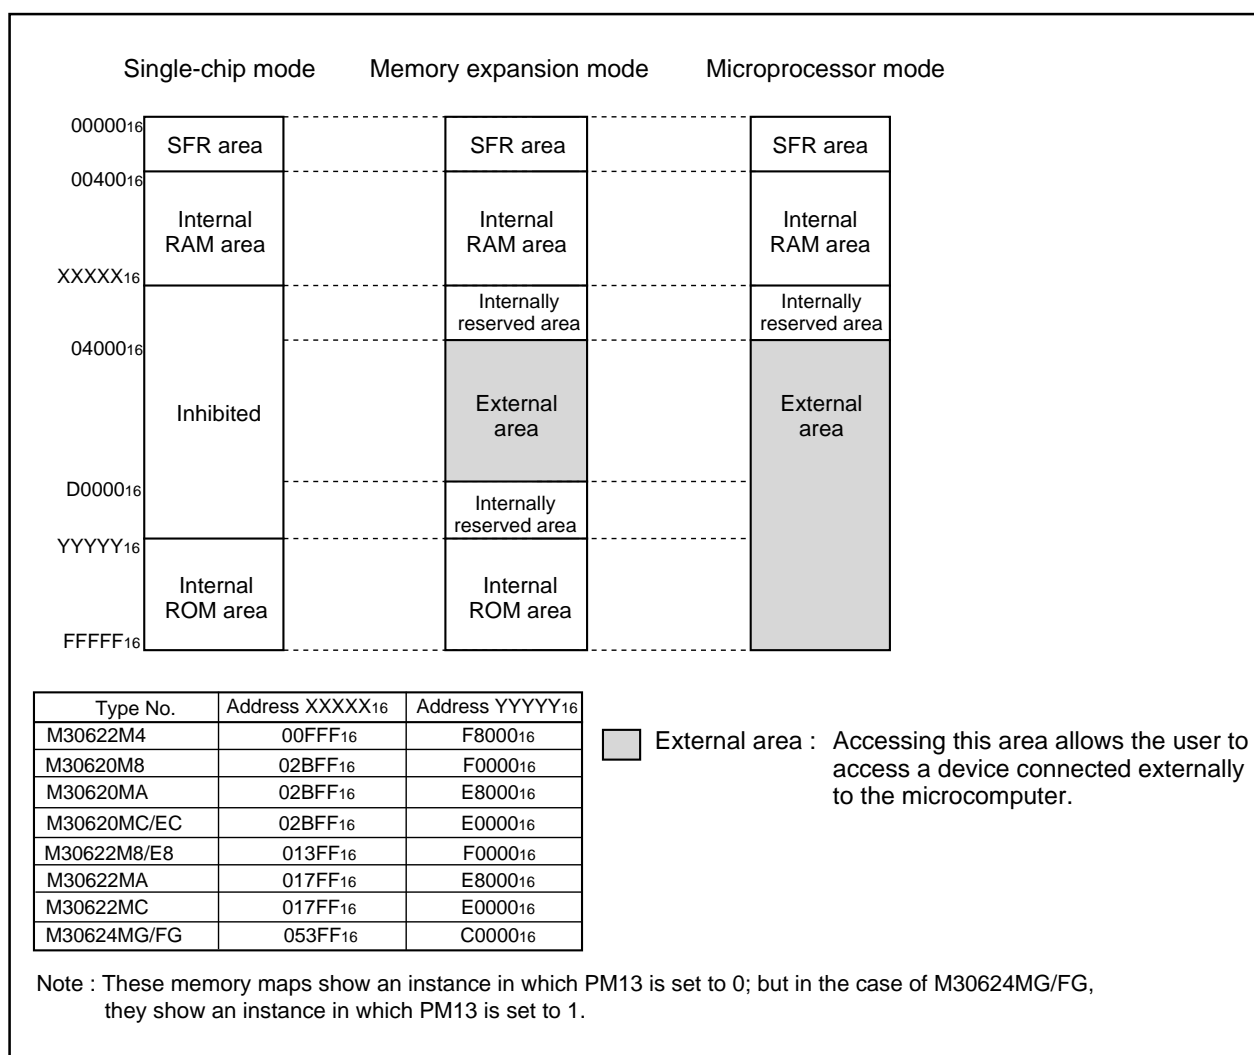 Single-chip mode Memory expansion mode Microprocessor mode
0000016
SFR area SFR area SFR area
0040016
Internal
RAM area Internal
RAM area Internal
RAM area
XXXXX16
Internally
reserved area Internally
reserved area
0400016
Inhibited External
area External
area
D000016
Internally
reserved area
YYYYY16
Internal
ROM area Internal
ROM area
FFFFF16
Type No. Address XXXXX16 Address YYYYY16
M30622M4 00FFF16 F800016
M30620M8 02BFF16 F000016
M30620MA 02BFF16 E800016
M30620MC/EC 02BFF16 E000016
M30622M8/E8 013FF16 F000016
M30622MA 017FF16 E800016
M30622MC 017FF16 E000016
M30624MG/FG 053FF16 C000016
External area : Accessing this area allows the user to
access a device connected externally
to the microcomputer.
Note : These memory maps show an instance in which PM13 is set to 0; but in the case of M30624MG/FG,
they show an instance in which PM13 is set to 1.